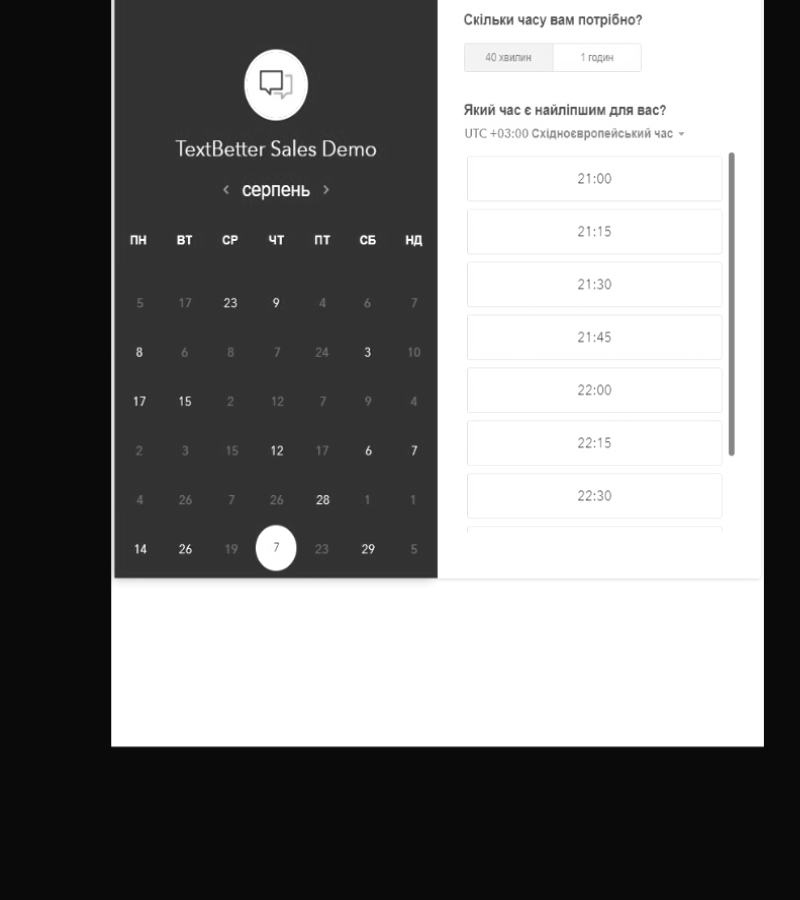 TextBetter Sales Demo
‹ серпень ›
ПН ВТ СР ЧТ ПТ СБ НД
5 17 23 9 4 6 7
8 6 8 7 24 3 10
17 15 2 12 7 9 4
2 3 15 12 17 6 7
4 26 7 26 28 1 1
14 26 19 7 23 29 5
Скільки часу вам потрібно?
40 хвилин 1 годин
Який час є найліпшим для вас?
UTC +03:00 Східноєвропейський час
21:00
21:15
21:30
21:45
22:00
22:15
22:30